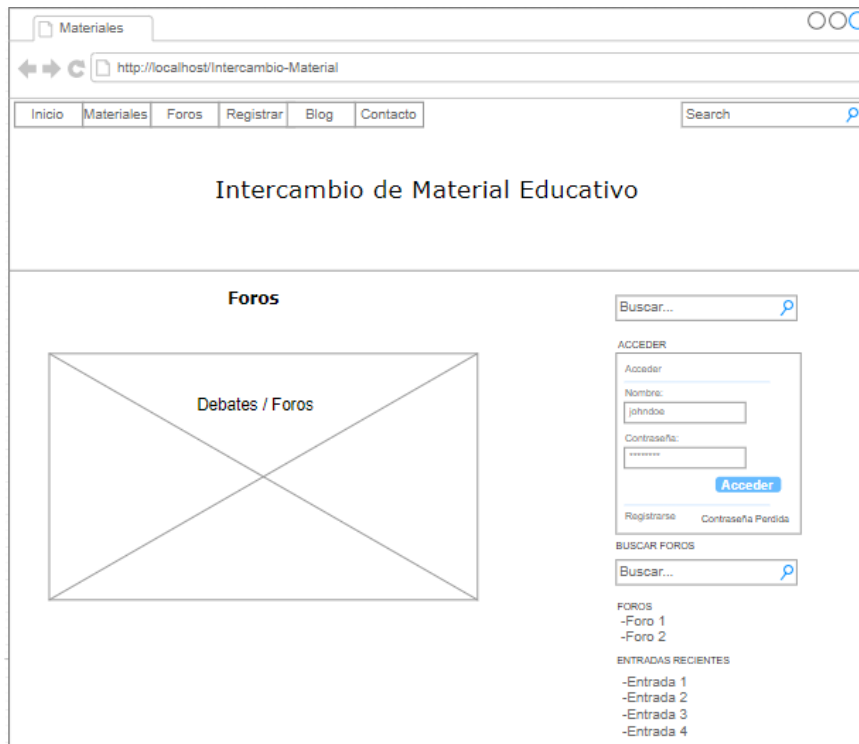 Materiales
http://localhost/Intercambio-Material
Inicio Materiales Foros Registrar Blog Contacto Search
Intercambio de Material Educativo
Foros
Debates / Foros
Buscar...
ACCEDER
Acceder
Nombre:
johndoe
Contraseña:
********
Acceder
Registrarse Contraseña Perdida
BUSCAR FOROS
Buscar...
FOROS
-Foro 1
-Foro 2
ENTRADAS RECIENTES
-Entrada 1
-Entrada 2
-Entrada 3
-Entrada 4